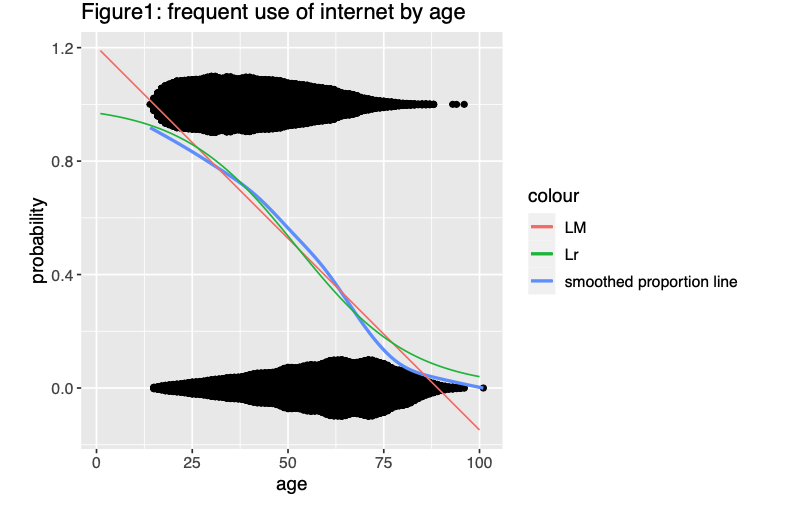 Figure1: frequent use of internet by age
1.2
0.8
0.4
0.0
probability
0 25 50 75 100
age
colour
LM
Lr
smoothed proportion line